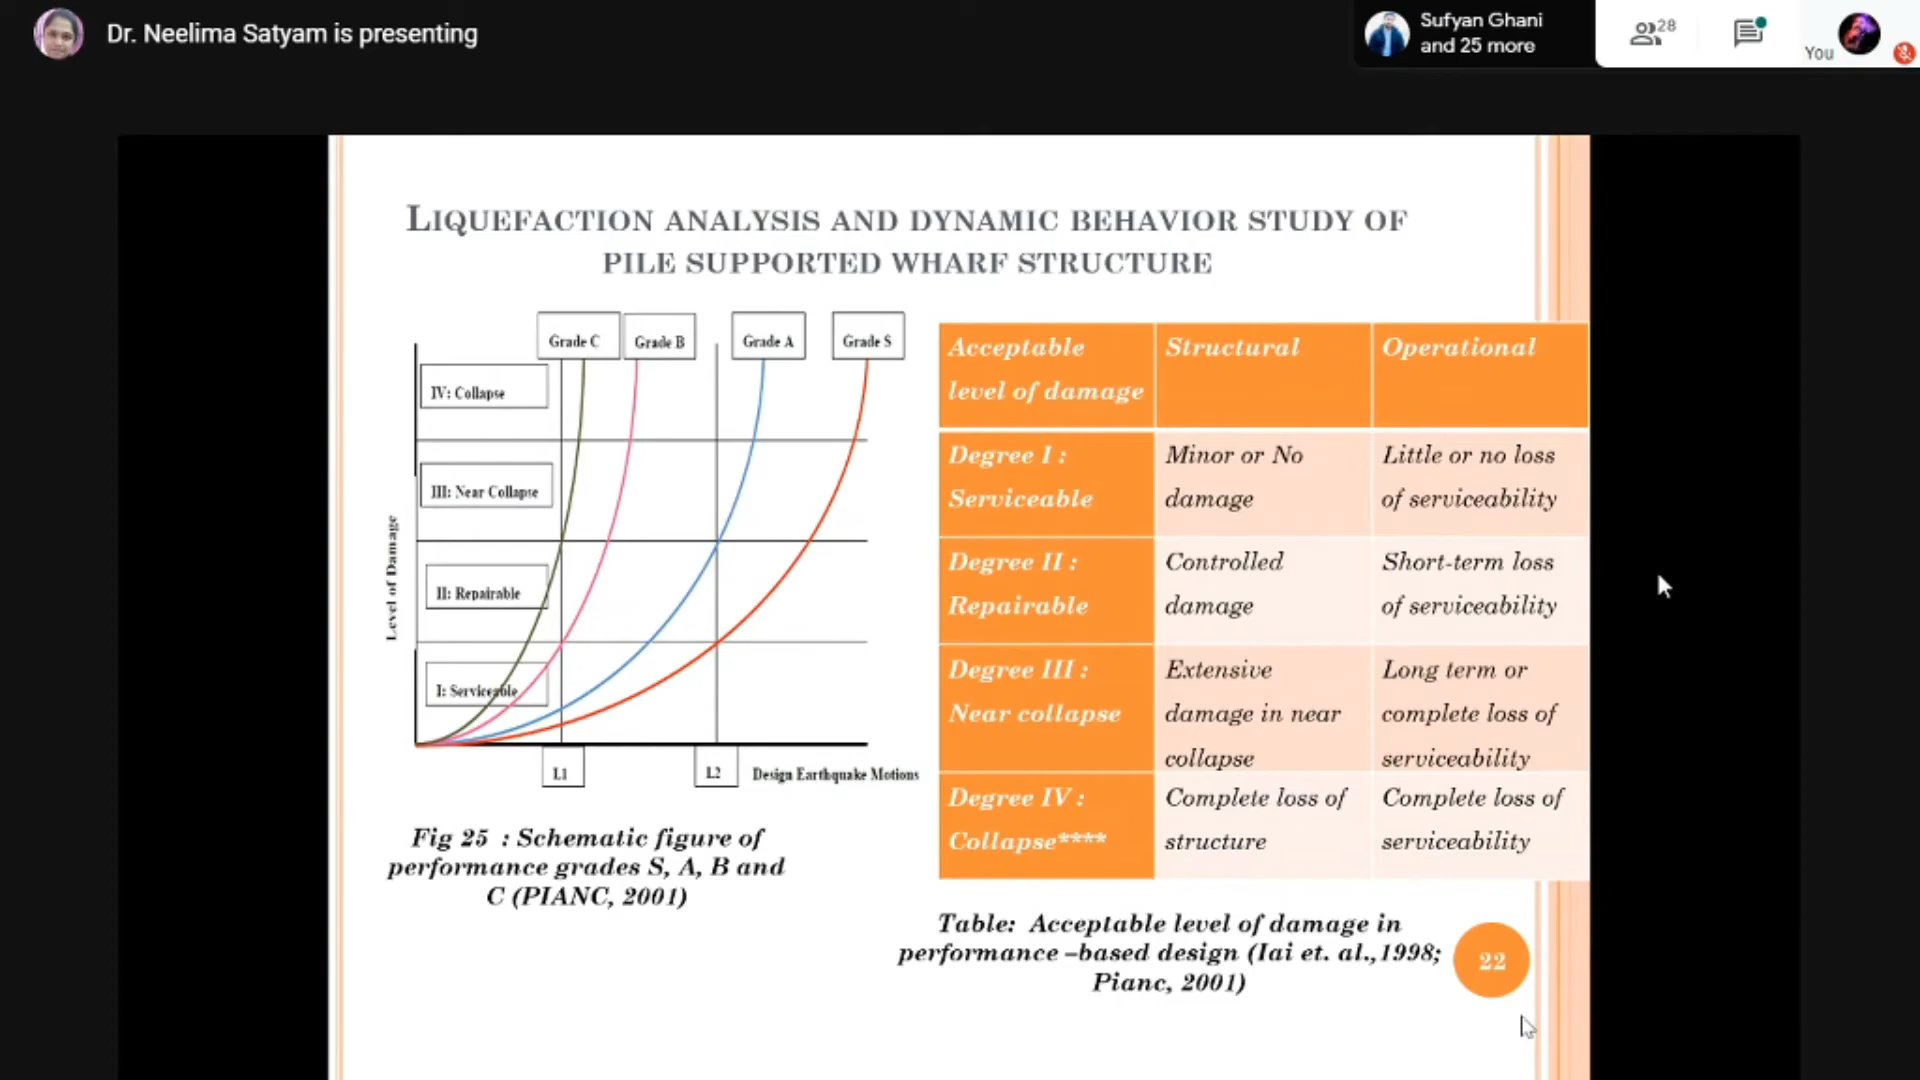 Dr. Neelima Satyam is presenting
Sufyan Ghani
and 25 more
28
You
LIQUEFACTION ANALYSIS AND DYNAMIC BEHAVIOR STUDY OF
PILE SUPPORTED WHARF STRUCTURE
Grade C
Grade B
Grade A
Grade S
IV: Collapse
III: Near Collapse
II: Repairable
I: Serviceable
Level of Damage
L1
L2
Design Earthquake Motions
Fig 25 : Schematic figure of
performance grades S, A, B and
C (PIANC, 2001)
Acceptable
level of damage
Structural
Operational
Degree I :
Serviceable
Minor or No
damage
Little or no loss
of serviceability
Degree II :
Repairable
Controlled
damage
Short-term loss
of serviceability
Degree III :
Near collapse
Extensive
damage in near
collapse
Long term or
complete loss of
serviceability
Degree IV :
Collapse****
Complete loss of
structure
Complete loss of
serviceability
Table: Acceptable level of damage in
performance –based design (Iai et. al.,1998;
Pianc, 2001)
22